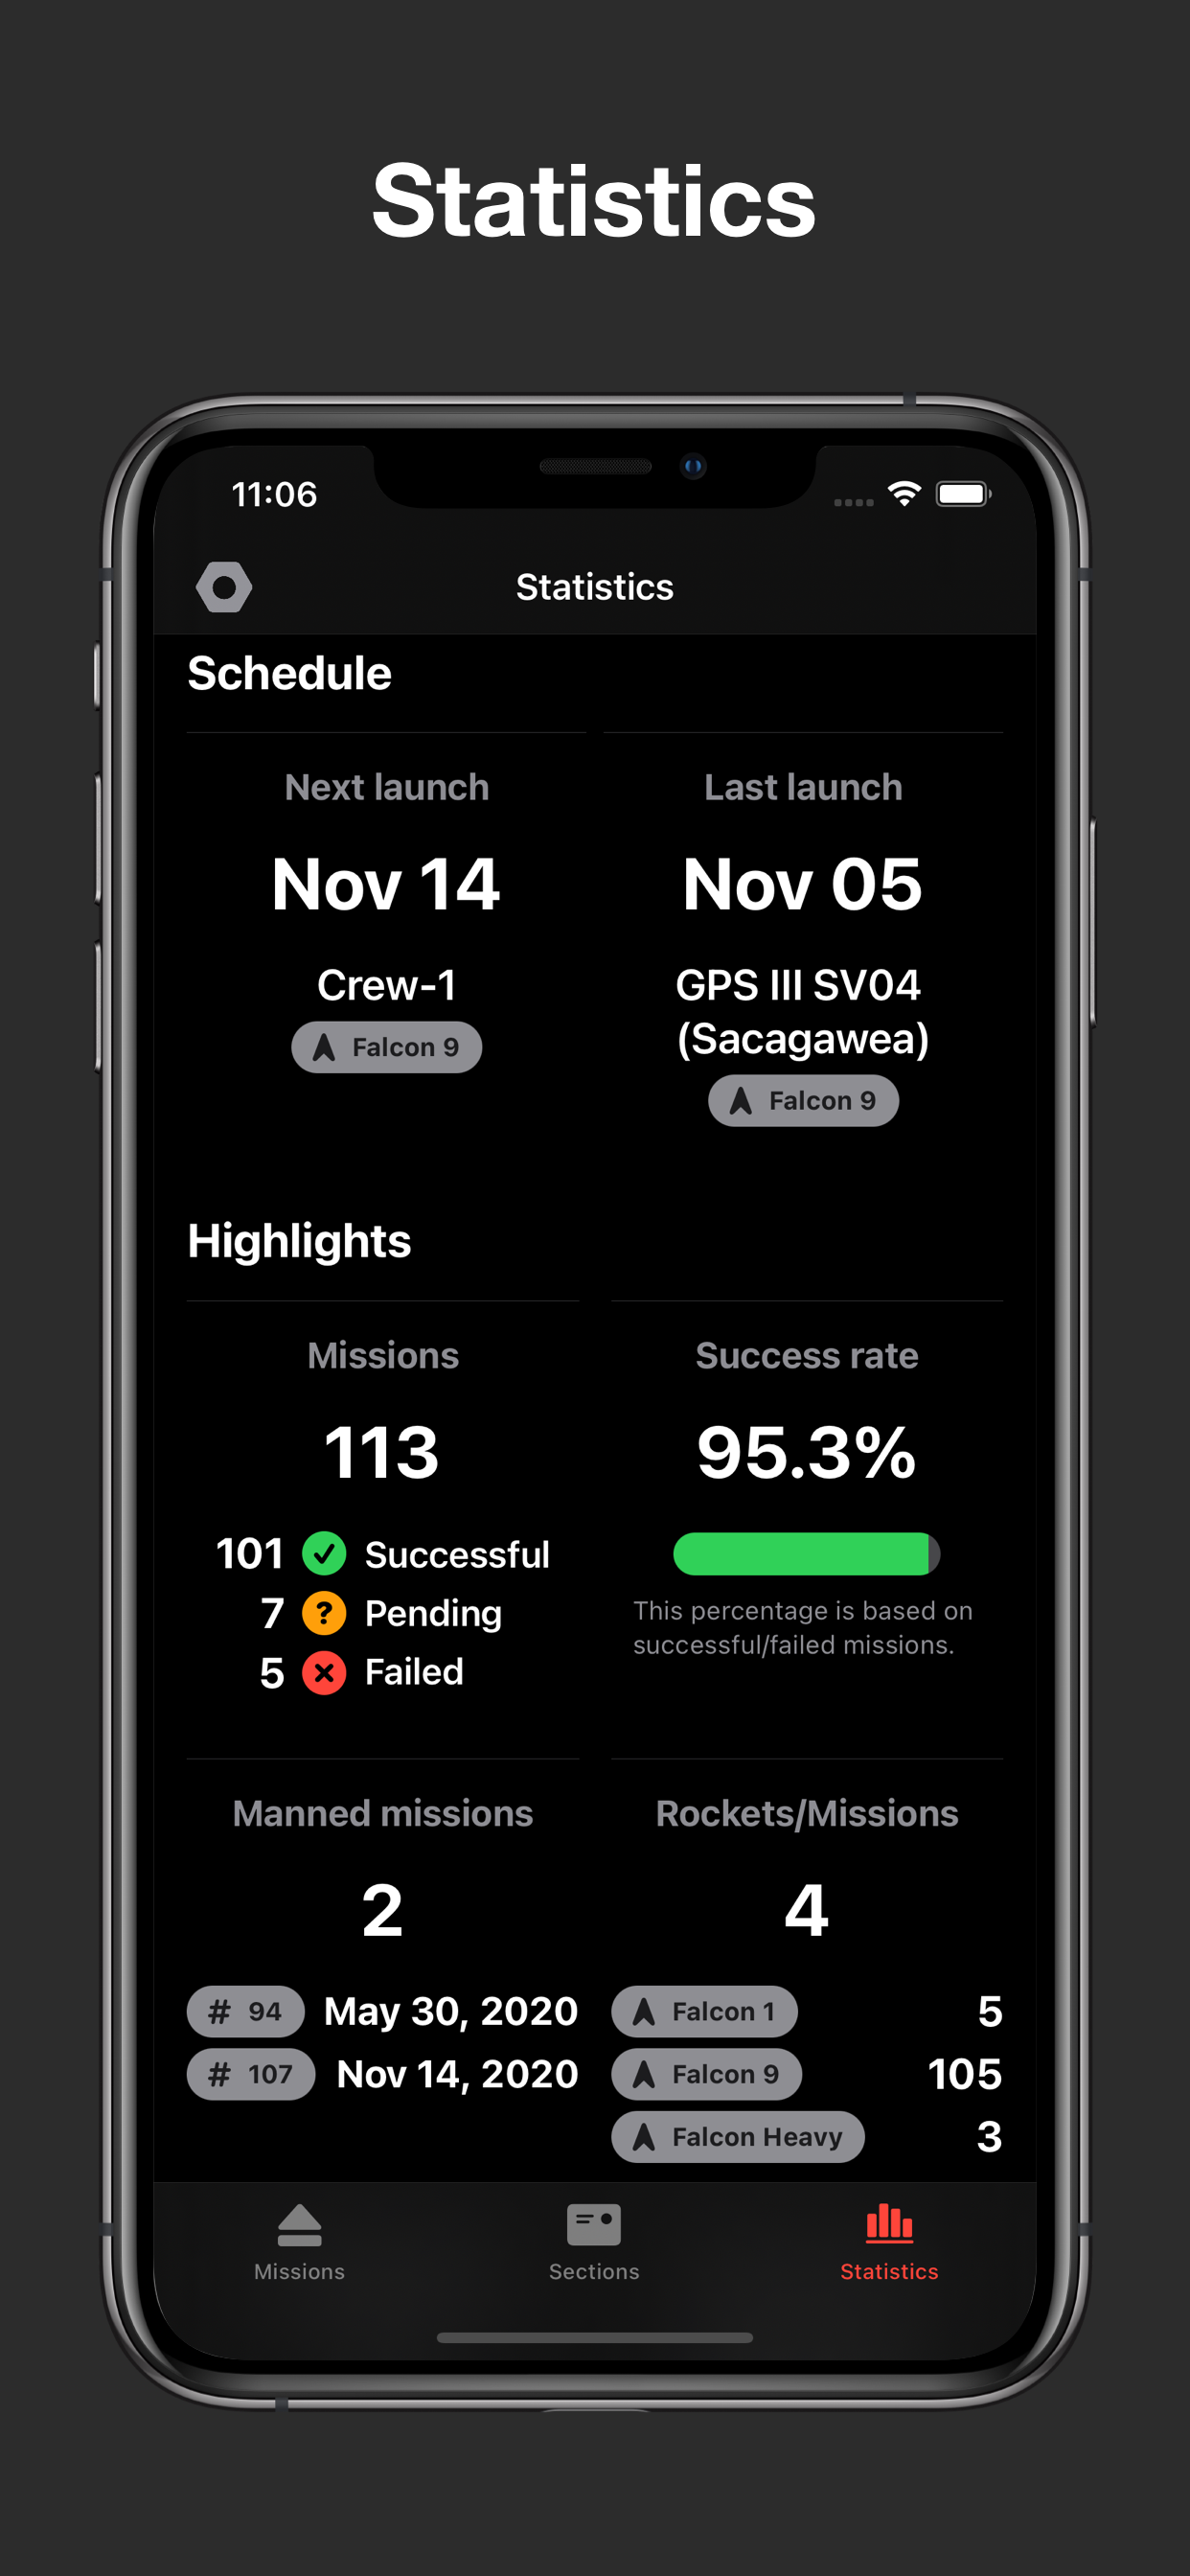 Statistics
11:06
Statistics
Schedule
Next launch
Nov 14
Crew-1
Falcon 9
Last launch
Nov 05
GPS III SV04
(Sacagawea)
Falcon 9
Highlights
Missions
113
101 Successful
7 ? Pending
5 Failed
Success rate
95.3%
This percentage is based on
successful/failed missions.
Manned missions
2
# 94 May 30, 2020
# 107 Nov 14, 2020
Rockets/Missions
4
Falcon 1 5
Falcon 9 105
Falcon Heavy 3
Missions
Sections
Statistics